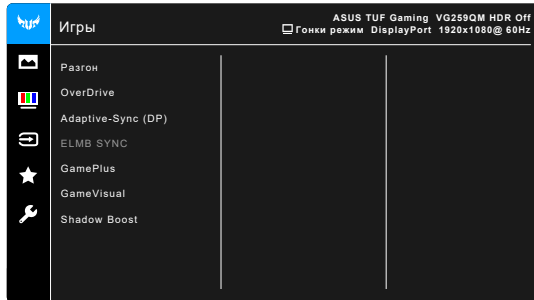 Игры
ASUS TUF Gaming VG259QM HDR Off
Гонки режим DisplayPort 1920x1080@ 60Hz
Разгон
OverDrive
Adaptive-Sync (DP)
ELMB SYNC
GamePlus
GameVisual
Shadow Boost